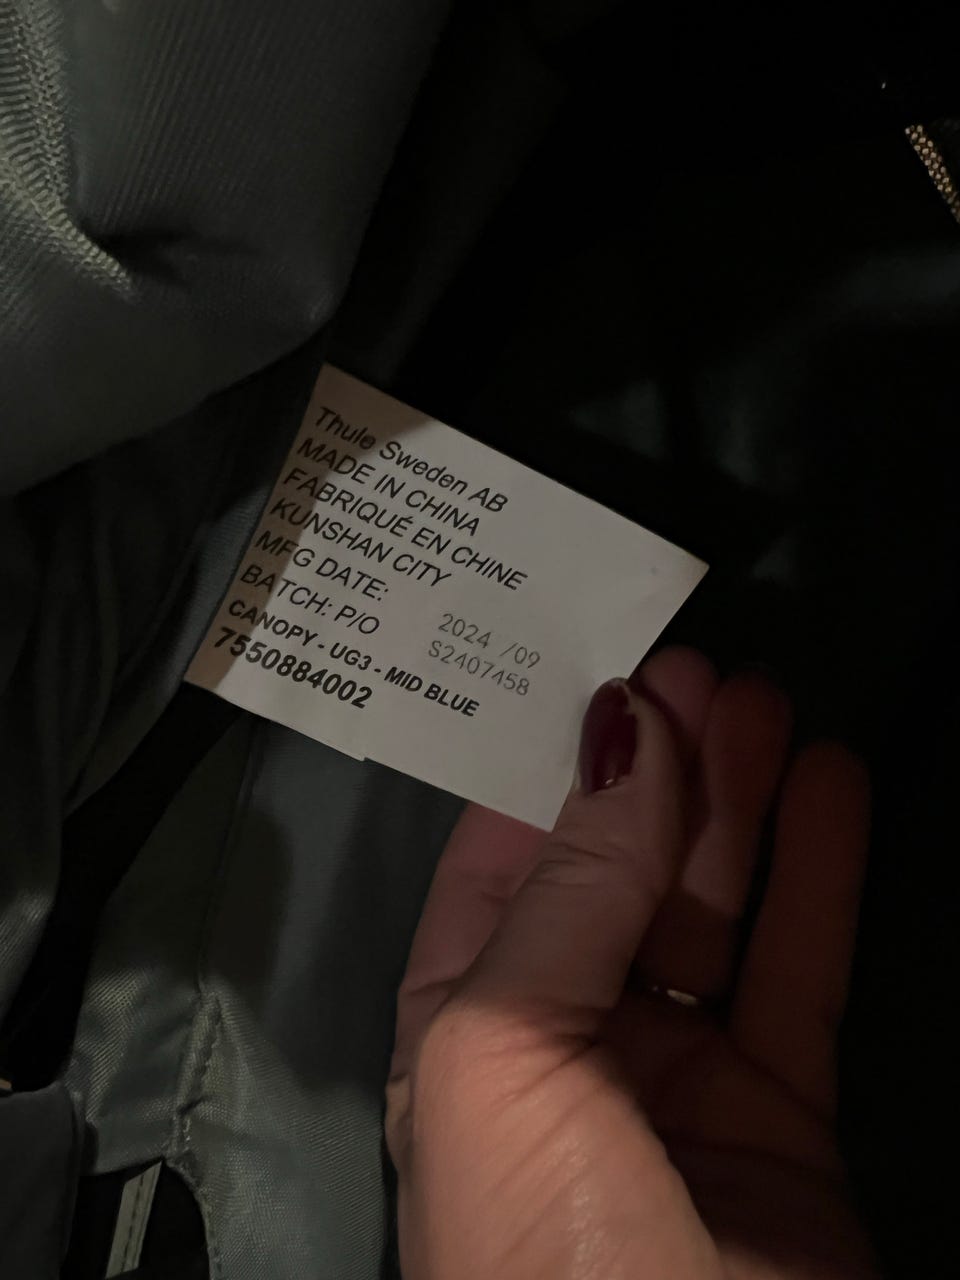 Thule Sweden AB
MADE IN CHINA
FABRIQUÉ EN CHINE
KUNSHAN CITY
MFG DATE: 2024 /09
BATCH: P/O S2407458
CANOPY - UG3 - MID BLUE
7550884002